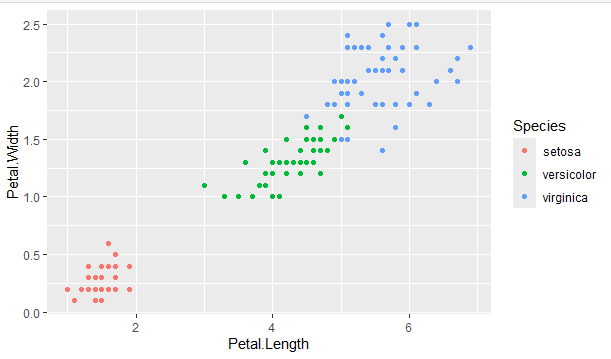 2.5
2.0
1.5
1.0
0.5
0.0
Petal.Width
2
4
6
Petal.Length
Species
setosa
versicolor
virginica